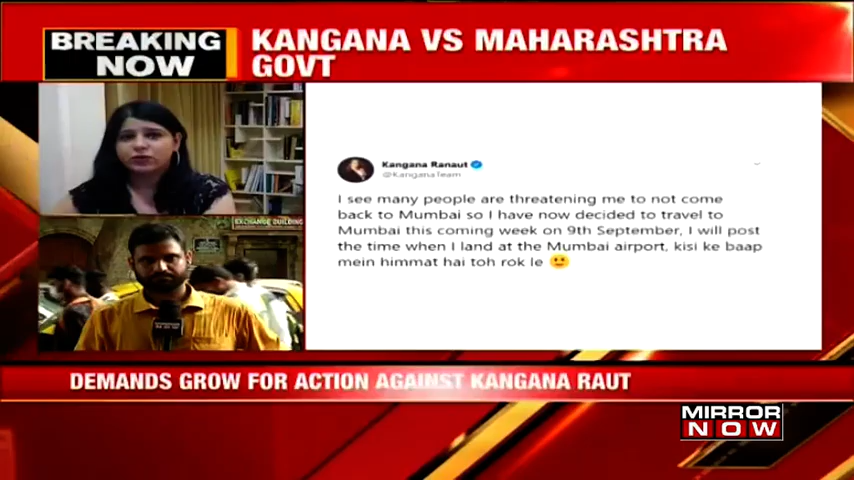 BREAKING
NOW
KANGANA VS MAHARASHTRA
GOVT
EXCHANGE BUILDING
Kangana Ranaut
@KanganaTeam
I see many people are threatening me to not come
back to Mumbai so I have now decided to travel to
Mumbai this coming week on 9th September, I will post
the time when I land at the Mumbai airport, kisi ke baap
mein himmat hai toh rok le 🙂
DEMANDS GROW FOR ACTION AGAINST KANGANA RAUT
MIRROR
NOW